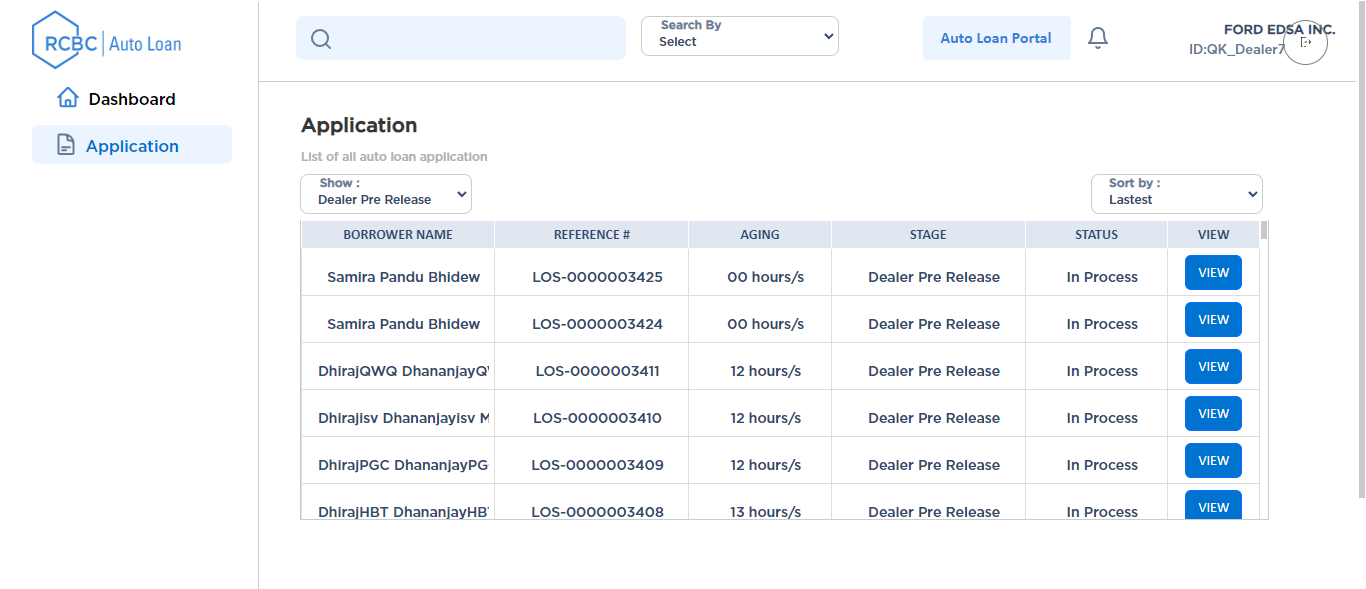 RCBC Auto Loan
Dashboard
Application
Search By
Select
Auto Loan Portal
FORD EDSA INC.
ID:QK_Dealer7
Application
List of all auto loan application
Show :
Dealer Pre Release
Sort by :
Lastest
BORROWER NAME REFERENCE # AGING STAGE STATUS VIEW
Samira Pandu Bhidew LOS-0000003425 00 hours/s Dealer Pre Release In Process VIEW
Samira Pandu Bhidew LOS-0000003424 00 hours/s Dealer Pre Release In Process VIEW
DhirajQWQ DhananjayQ LOS-0000003411 12 hours/s Dealer Pre Release In Process VIEW
Dhirajisv Dhananjayisv M LOS-0000003410 12 hours/s Dealer Pre Release In Process VIEW
DhirajPGC DhananjayPG LOS-0000003409 12 hours/s Dealer Pre Release In Process VIEW
DhirajHBT DhananjayHB LOS-0000003408 13 hours/s Dealer Pre Release In Process VIEW